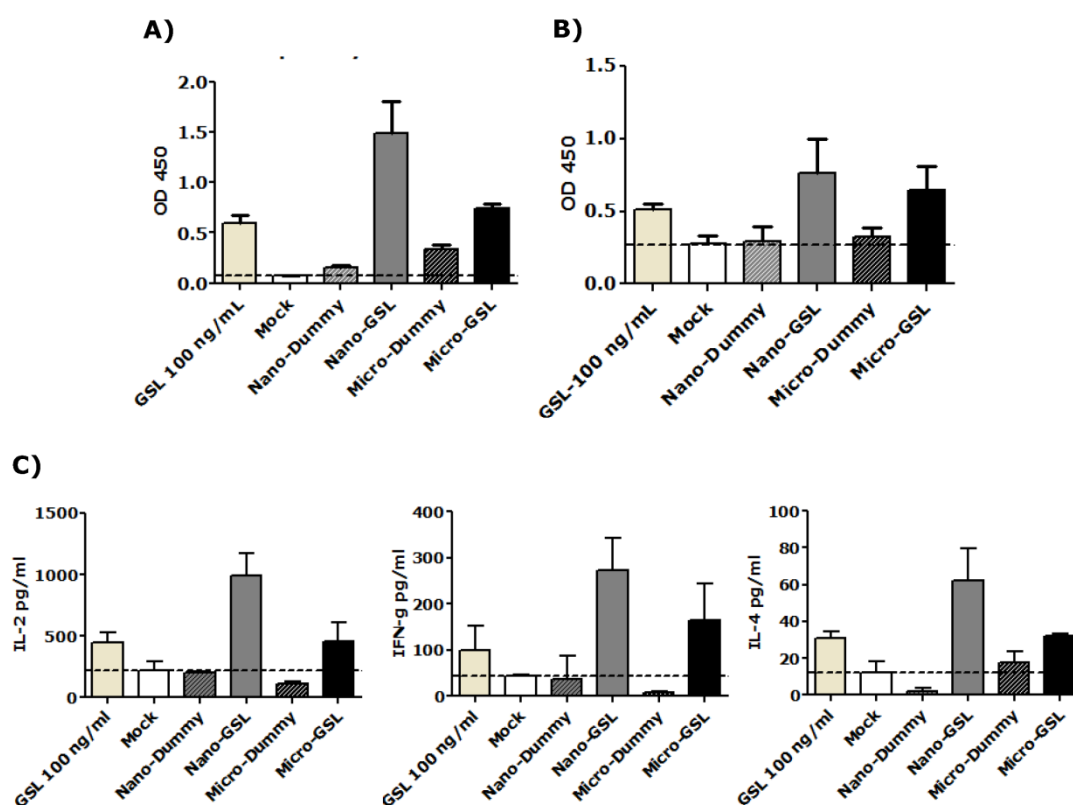 A)
2.0
1.5
1.0
0.5
0.0
OD 450
GSL 100 ng/mL
Mock
Nano-Dummy
Nano-GSL
Micro-Dummy
Micro-GSL
B)
1.5
1.0
0.5
0.0
OD 450
GSL-100 ng/mL
Mock
Nano-Dummy
Nano-GSL
Micro-Dummy
Micro-GSL
C)
1500
1000
500
0
IL-2 pg/ml
GSL 100 ng/ml
Mock
Nano-Dummy
Nano-GSL
Micro-Dummy
Micro-GSL
400
300
200
100
0
IFN-g pg/ml
GSL 100 ng/ml
Mock
Nano-Dummy
Nano-GSL
Micro-Dummy
Micro-GSL
100
80
60
40
20
0
IL-4 pg/ml
GSL 100 ng/ml
Mock
Nano-Dummy
Nano-GSL
Micro-Dummy
Micro-GSL